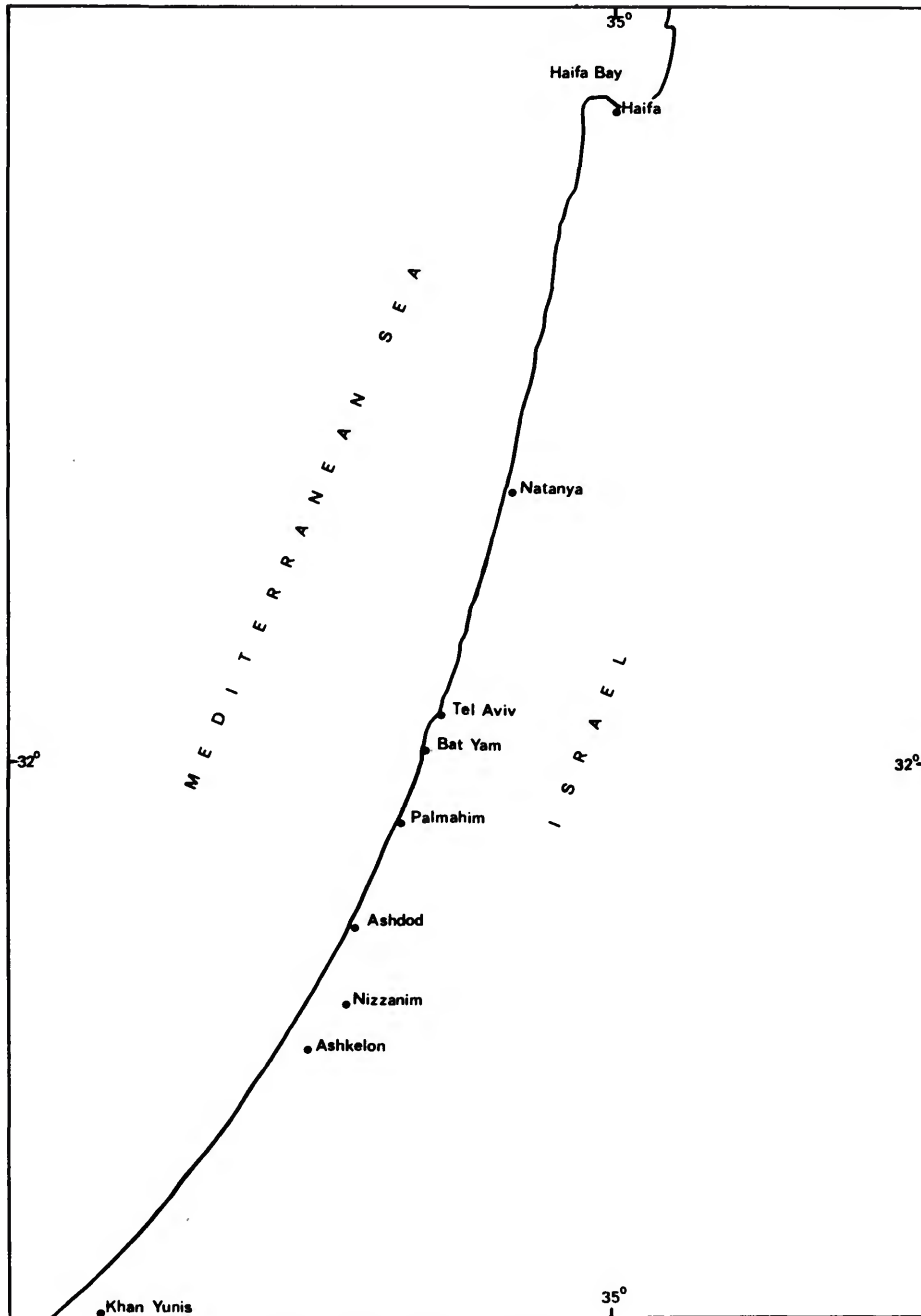 35°
Haifa Bay
Haifa
MEDITERRANEAN SEA
Natanya
ISRAEL
Tel Aviv
Bat Yam
32°
32°
Palmahim
Ashdod
Nizzanim
Ashkelon
35°
Khan Yunis